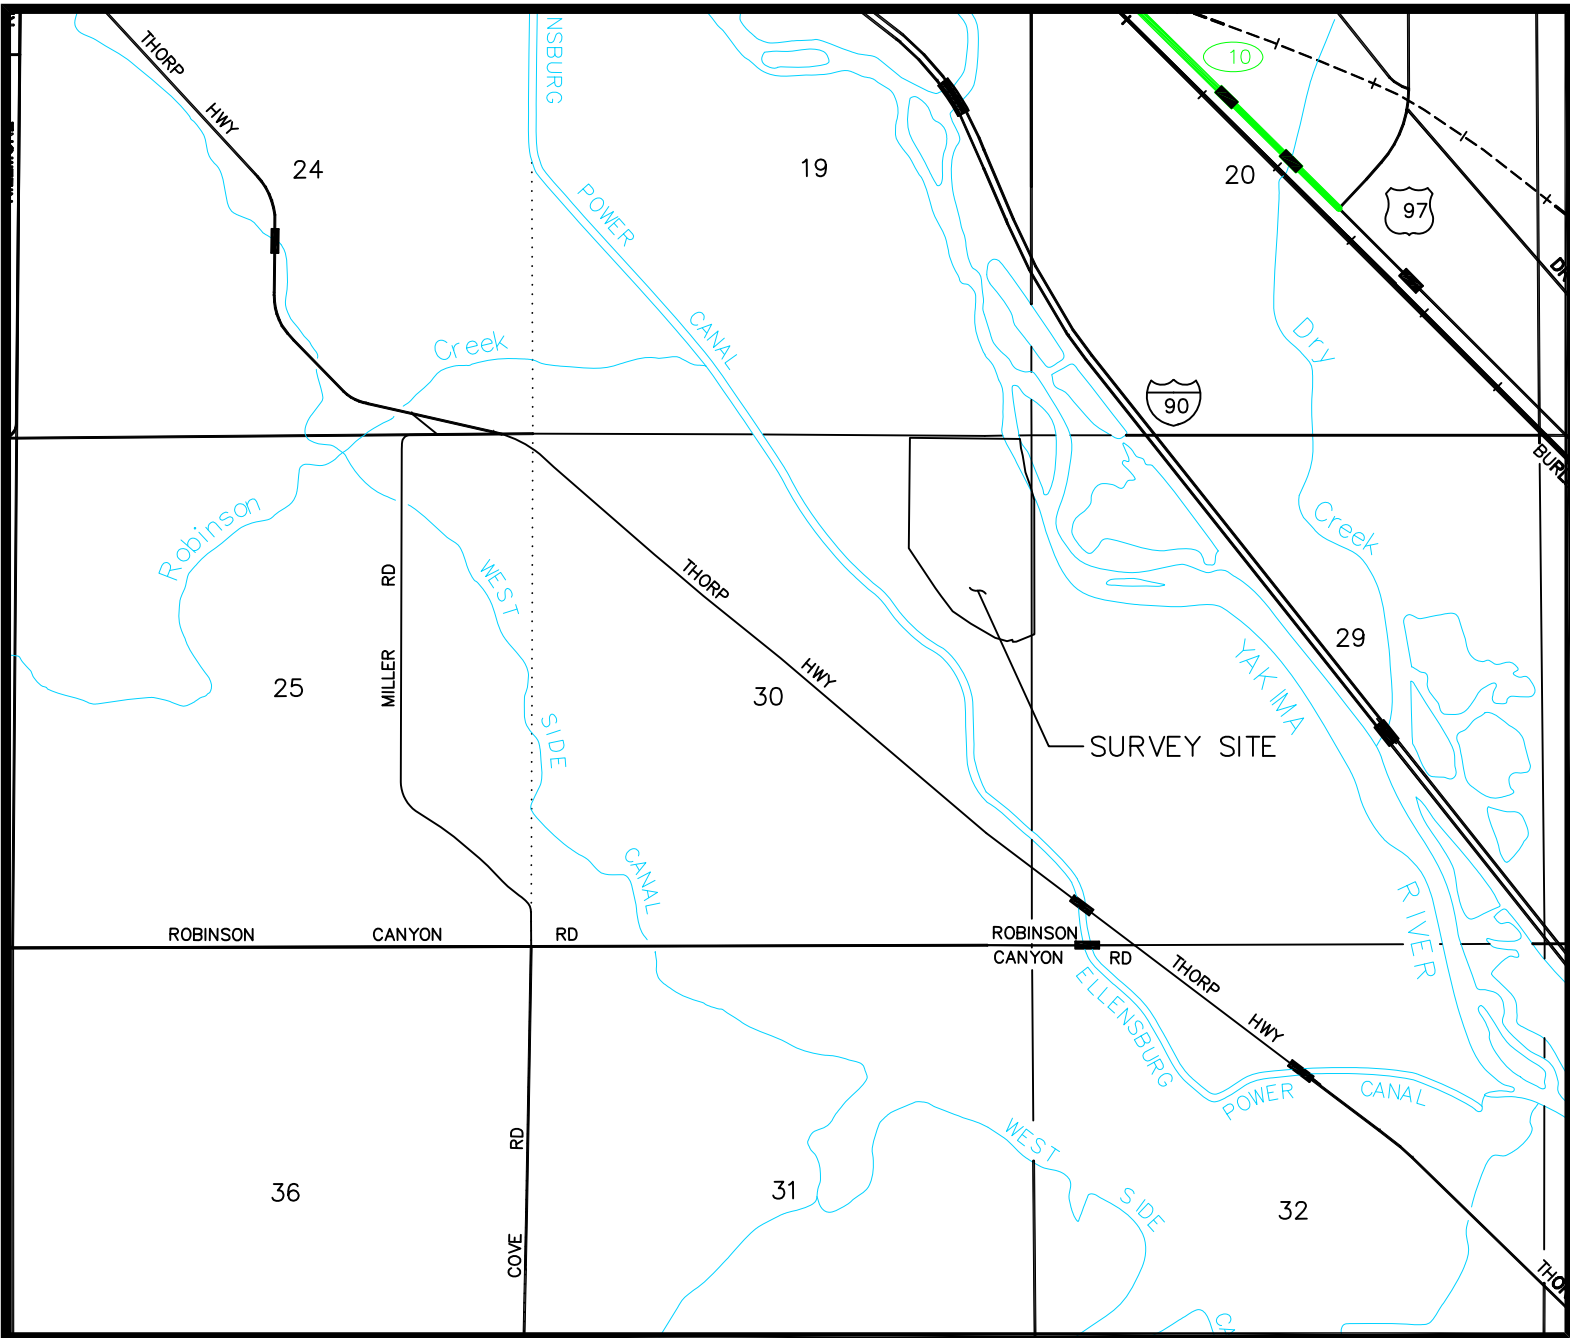 THORP
HWY
NSBURG
10
24
19
20
97
POWER
CANAL
Creek
Dry
90
Robinson
Creek
WEST
RD
THORP
YAKIMA
29
25
MILLER
30
HWY
SIDE
SURVEY SITE
CANAL
RIVER
ROBINSON CANYON RD
ROBINSON
CANYON RD
THORP
HWY
ELLENSBURG
POWER
CANAL
RD
WEST
SIDE
36
31
32
COVE